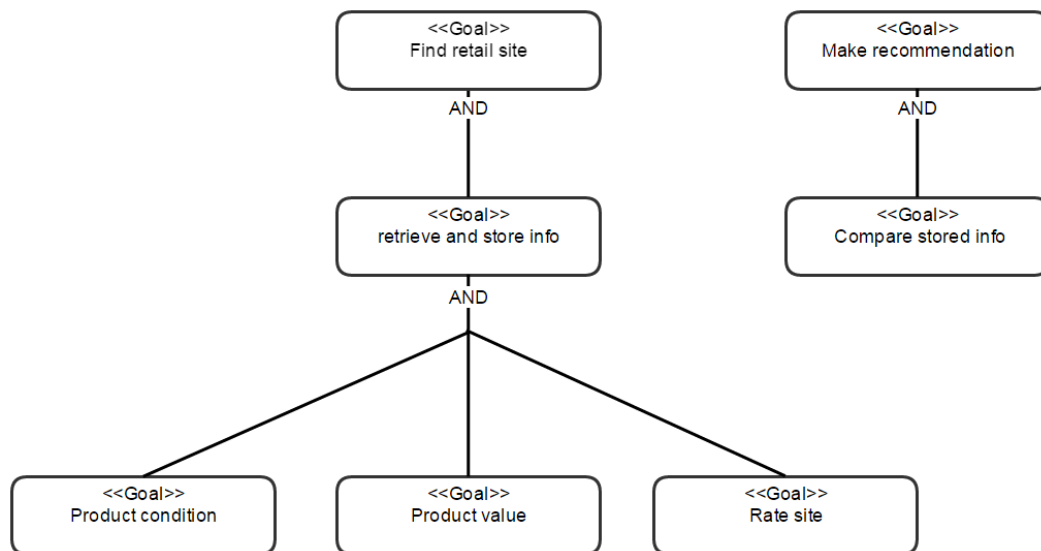 <<Goal>>
Find retail site
<<Goal>>
Make recommendation
AND
AND
<<Goal>>
retrieve and store info
<<Goal>>
Compare stored info
AND
<<Goal>>
Product condition
<<Goal>>
Product value
<<Goal>>
Rate site